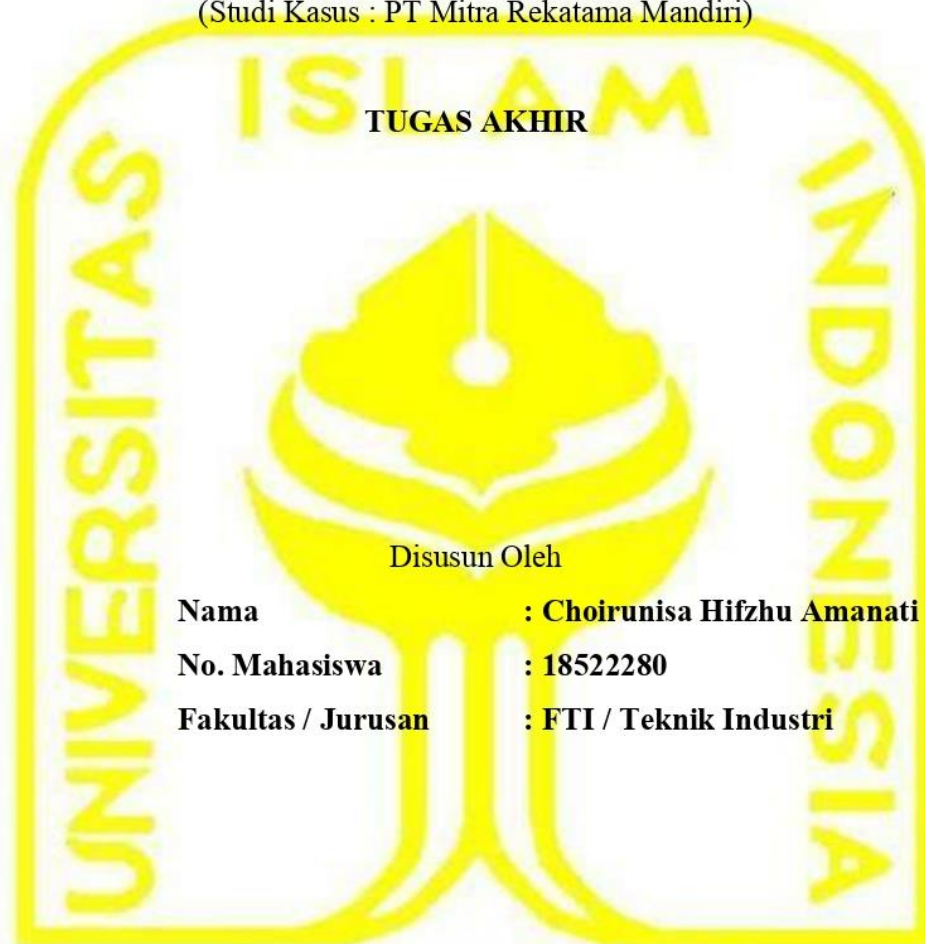 (Studi Kasus : PT Mitra Rekatama Mandiri)
ISLAM
TUGAS AKHIR
UNIVERSITAS
INDONESIA
Disusun Oleh
Nama : Choirunisa Hifzhu Amanati
No. Mahasiswa : 18522280
Fakultas / Jurusan : FTI / Teknik Industri